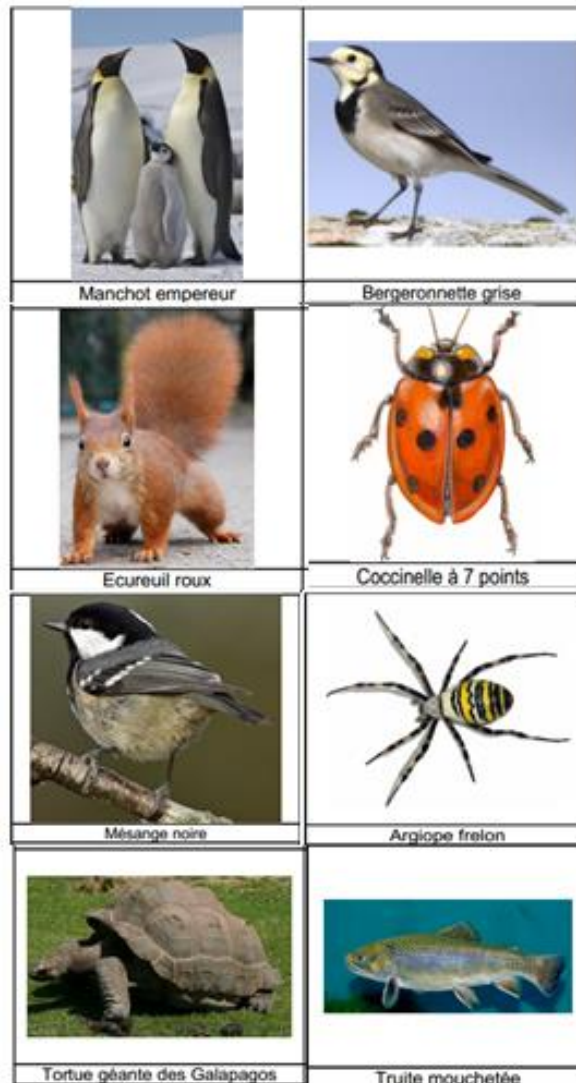 Manchot empereur
Bergeronnette grise
Ecureuil roux
Coccinelle à 7 points
Mésange noire
Argiope frelon
Tortue géante des Galapagos
Truite mouchetée